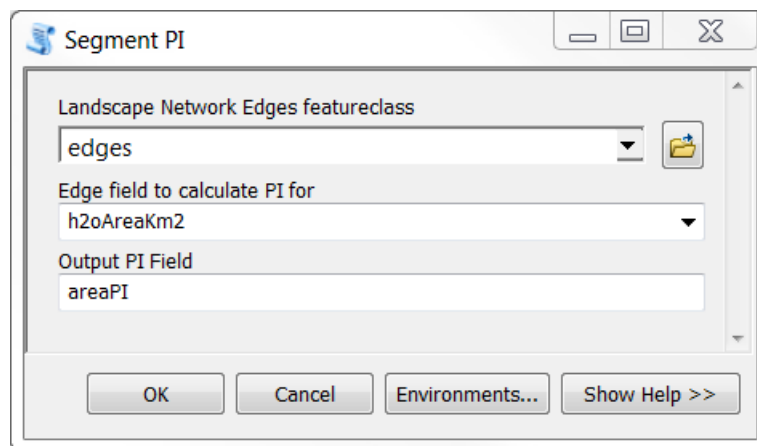 Segment PI
Landscape Network Edges featureclass
edges
Edge field to calculate PI for
h2oAreaKm2
Output PI Field
areaPI
OK Cancel Environments... Show Help >>